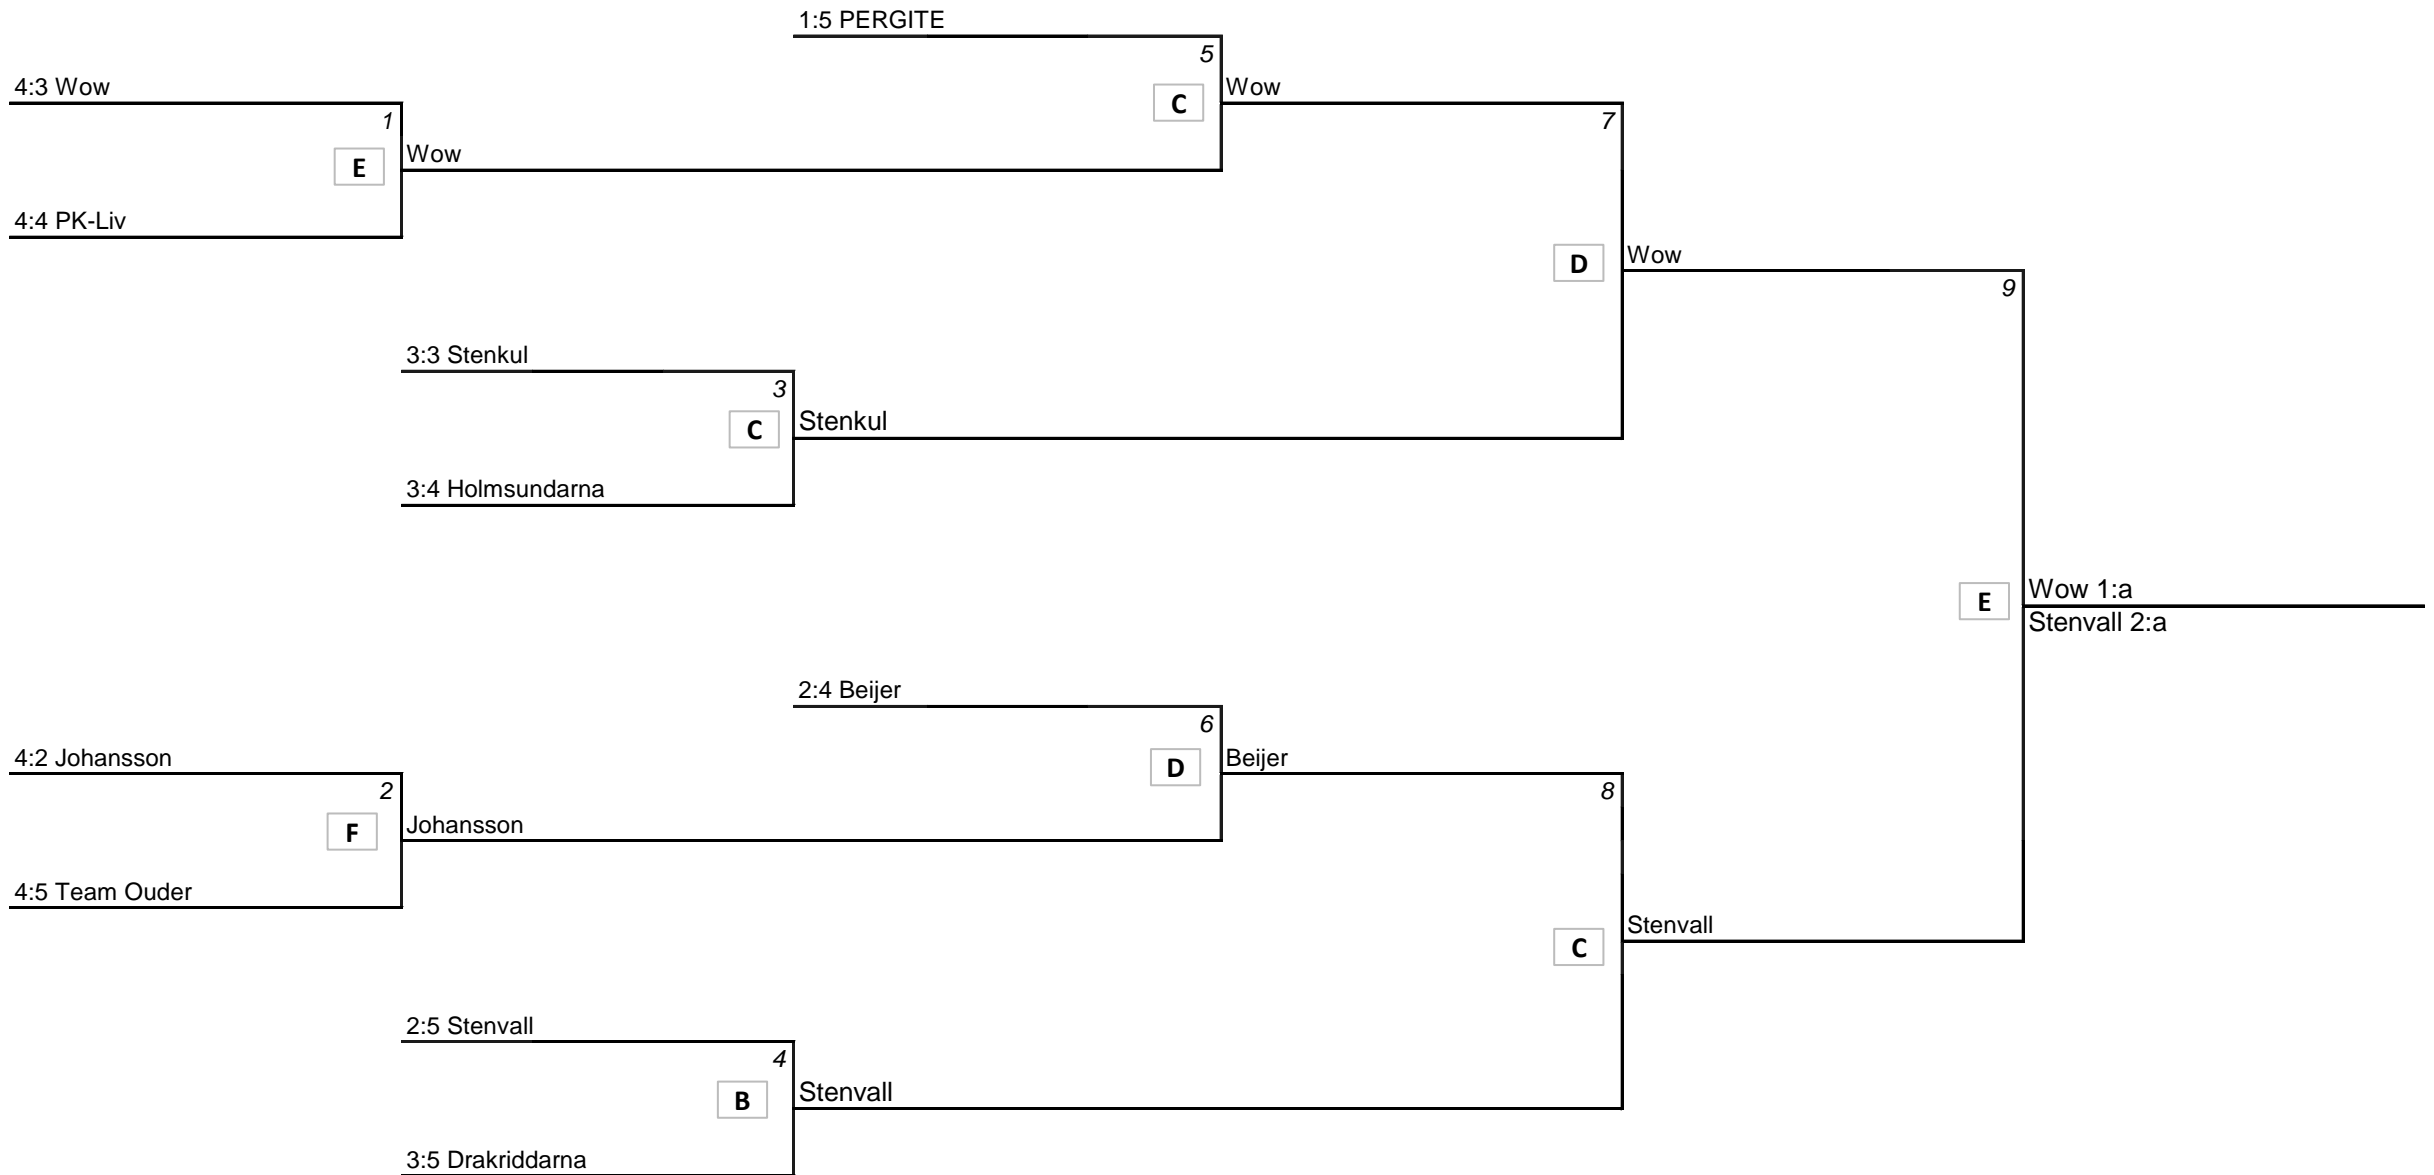 1:5 PERGITE
5
4:3 Wow
C
Wow
1
7
E
Wow
4:4 PK-Liv
D
Wow
9
3:3 Stenkul
3
C
Stenkul
3:4 Holmsundarna
E
Wow 1:a
Stenvall 2:a
2:4 Beijer
6
4:2 Johansson
D
Beijer
2
8
F
Johansson
4:5 Team Ouder
C
Stenvall
2:5 Stenvall
4
B
Stenvall
3:5 Drakriddarna